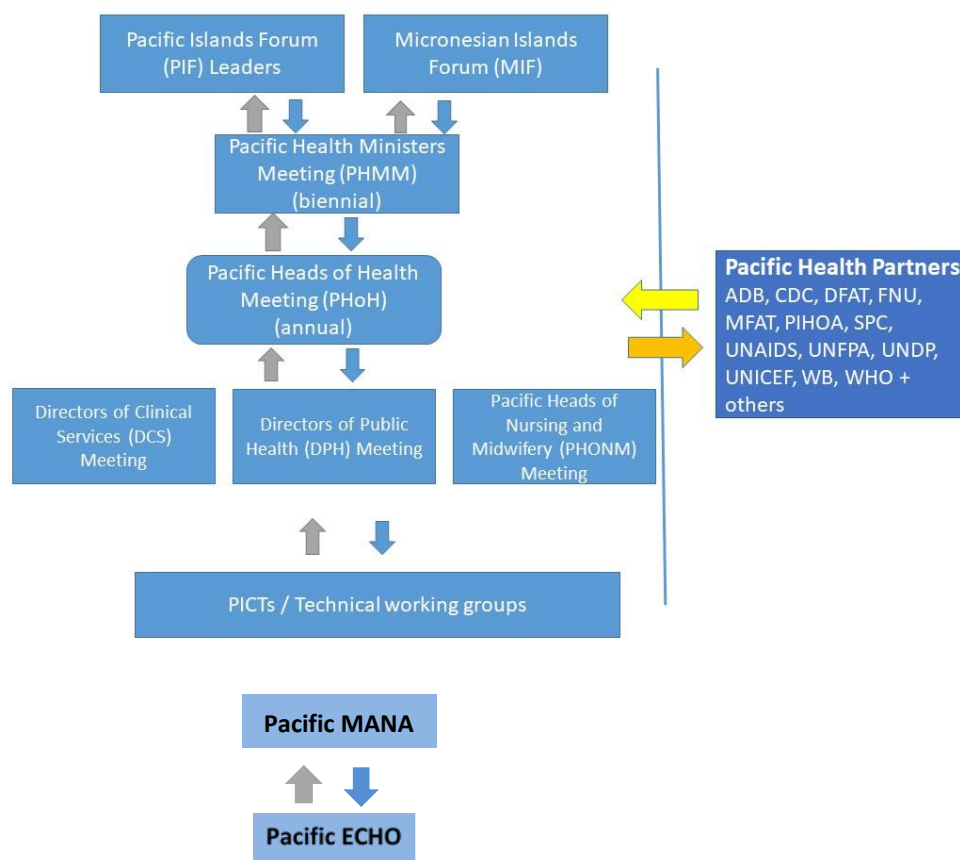 Pacific Islands Forum
(PIF) Leaders
Micronesian Islands
Forum (MIF)
Pacific Health Ministers
Meeting (PHMM)
(biennial)
Pacific Heads of Health
Meeting (PHoH)
(annual)
Directors of Clinical
Services (DCS)
Meeting
Directors of Public
Health (DPH) Meeting
Pacific Heads of
Nursing and
Midwifery (PHONM)
Meeting
PICTs / Technical working groups
Pacific Health Partners
ADB, CDC, DFAT, FNU,
MFAT, PIHOA, SPC,
UNAIDS, UNFPA, UNDP,
UNICEF, WB, WHO +
others
Pacific MANA
Pacific ECHO